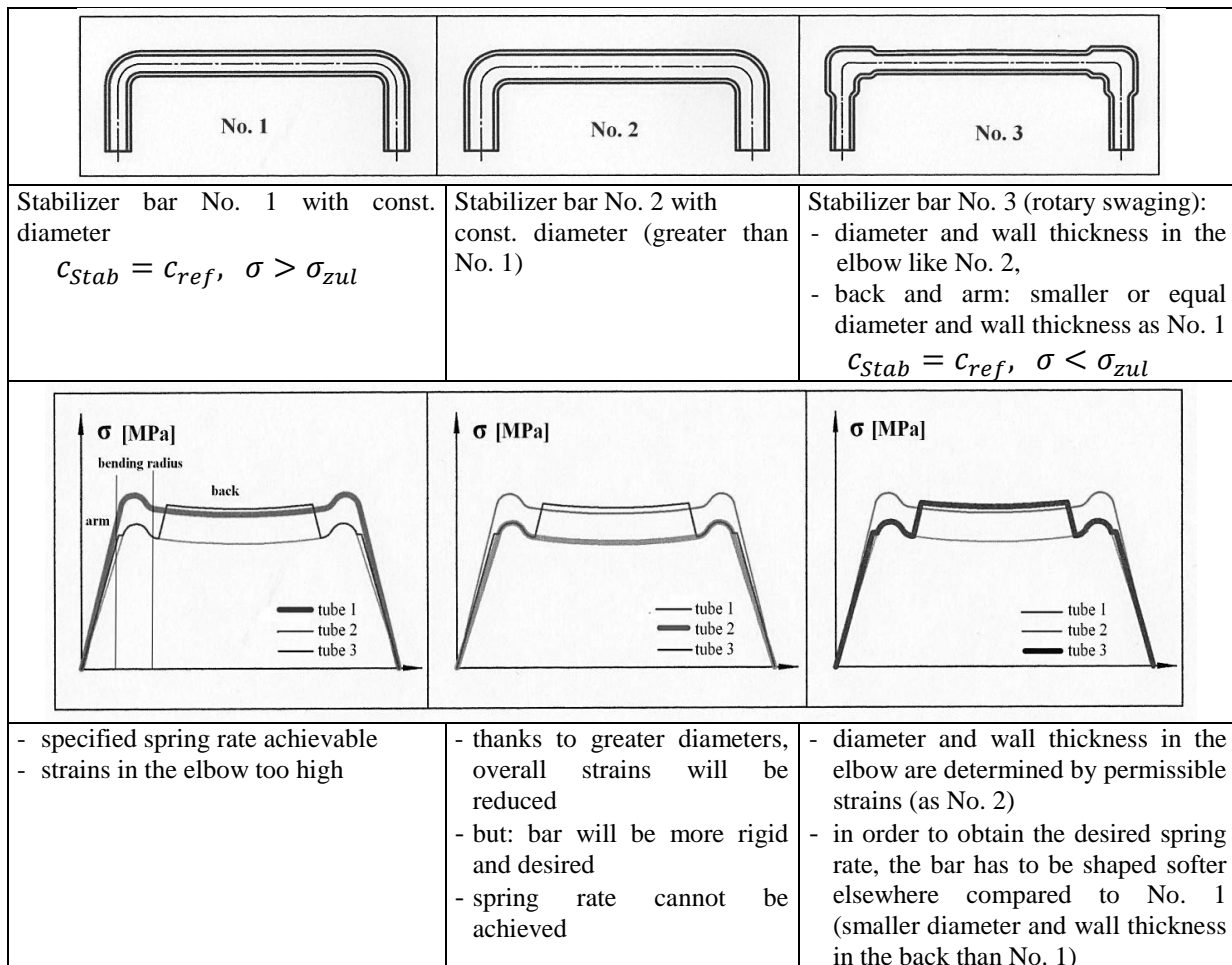 No. 1
No. 2
No. 3
Stabilizer bar No. 1 with const.
diameter
c_Stab = c_ref, σ > σ_zul
Stabilizer bar No. 2 with
const. diameter (greater than
No. 1)
Stabilizer bar No. 3 (rotary swaging):
- diameter and wall thickness in the
elbow like No. 2,
- back and arm: smaller or equal
diameter and wall thickness as No. 1
c_Stab = c_ref, σ < σ_zul
σ [MPa]
bending radius
back
arm
tube 1
tube 2
tube 3
σ [MPa]
tube 1
tube 2
tube 3
σ [MPa]
tube 1
tube 2
tube 3
- specified spring rate achievable
- strains in the elbow too high
- thanks to greater diameters,
overall strains will be
reduced
- but: bar will be more rigid
and desired
- spring rate cannot be
achieved
- diameter and wall thickness in the
elbow are determined by permissible
strains (as No. 2)
- in order to obtain the desired spring
rate, the bar has to be shaped softer
elsewhere compared to No. 1
(smaller diameter and wall thickness
in the back than No. 1)